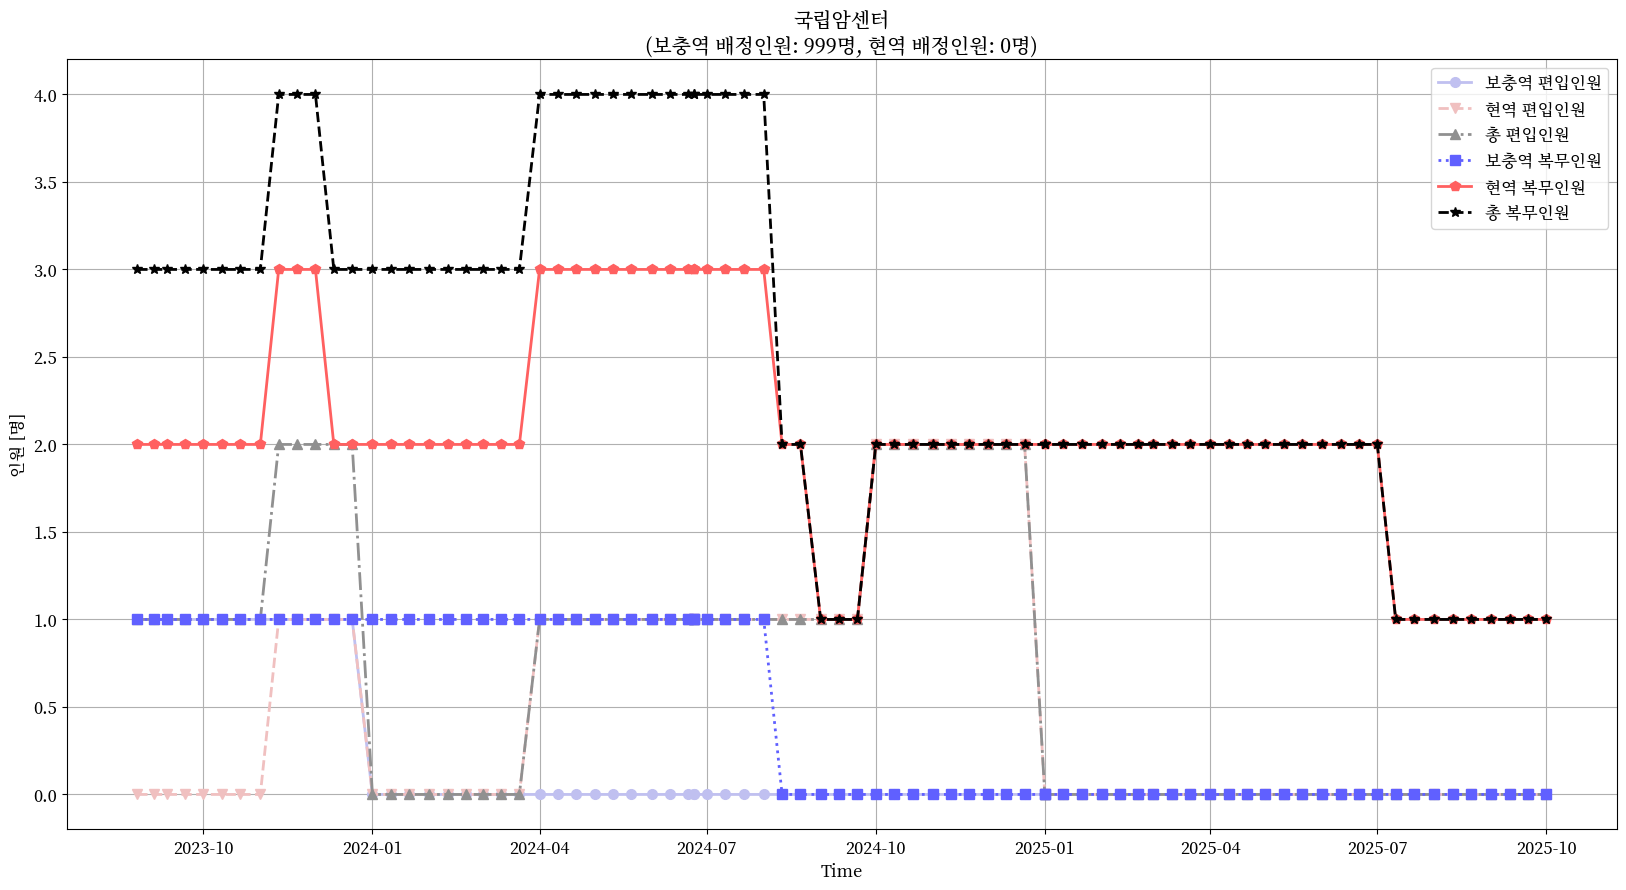 국립암센터
(보충역 배정인원: 999명, 현역 배정인원: 0명)
보충역 편입인원
현역 편입인원
총 편입인원
보충역 복무인원
현역 복무인원
총 복무인원
인원 [명]
4.0
3.5
3.0
2.5
2.0
1.5
1.0
0.5
0.0
2023-10
2024-01
2024-04
2024-07
2024-10
2025-01
2025-04
2025-07
2025-10
Time